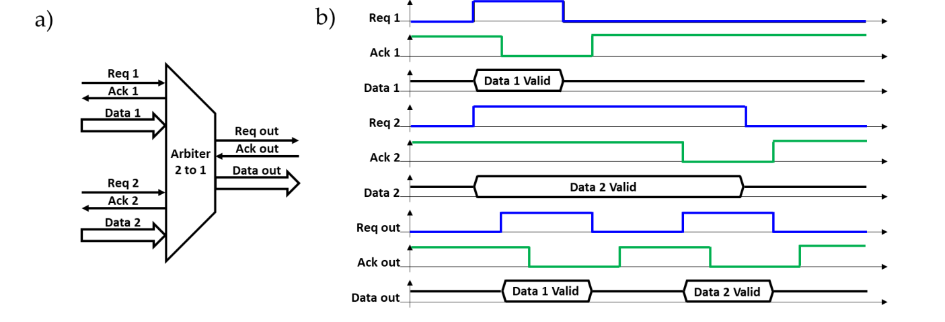 a)
Req 1
Ack 1
Data 1
Req 2
Ack 2
Data 2
Arbiter
2 to 1
Req out
Ack out
Data out
b)
Req 1
Ack 1
Data 1
Data 1 Valid
Req 2
Ack 2
Data 2
Data 2 Valid
Req out
Ack out
Data out
Data 1 Valid
Data 2 Valid